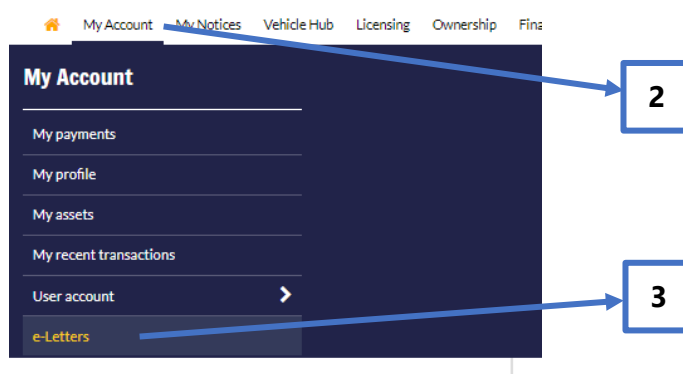 My Account My Notices Vehicle Hub Licensing Ownership
My Account
2
My payments
My profile
My assets
My recent transactions
User account
3
e-Letters